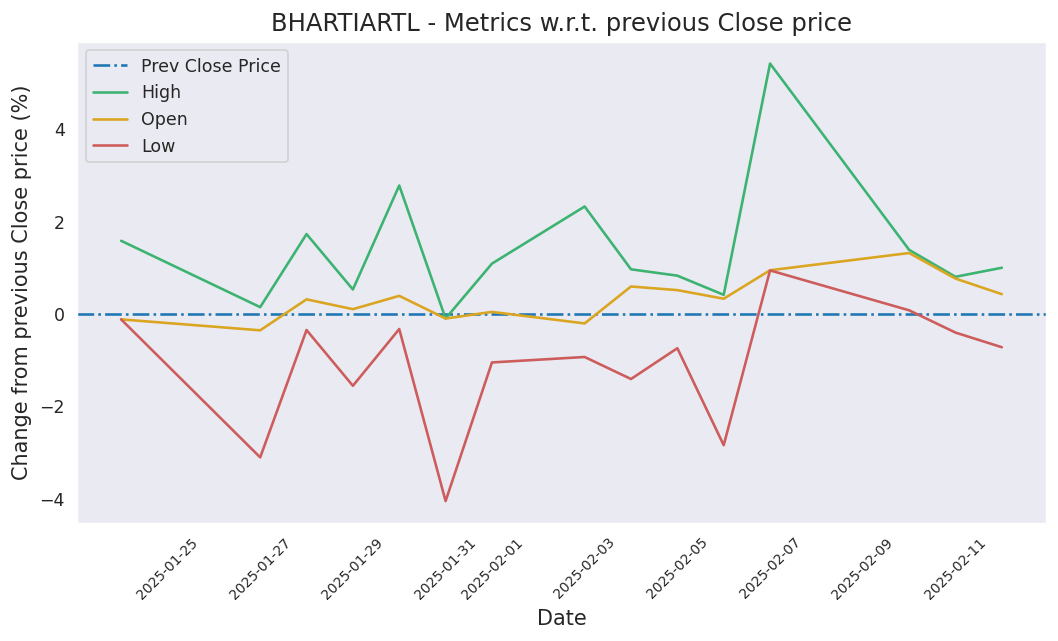 BHARTIARTL - Metrics w.r.t. previous Close price
Prev Close Price
High
Open
Low
Change from previous Close price (%)
4
2
0
−2
−4
2025-01-25
2025-01-27
2025-01-29
2025-01-31
2025-02-01
2025-02-03
2025-02-05
2025-02-07
2025-02-09
2025-02-11
Date